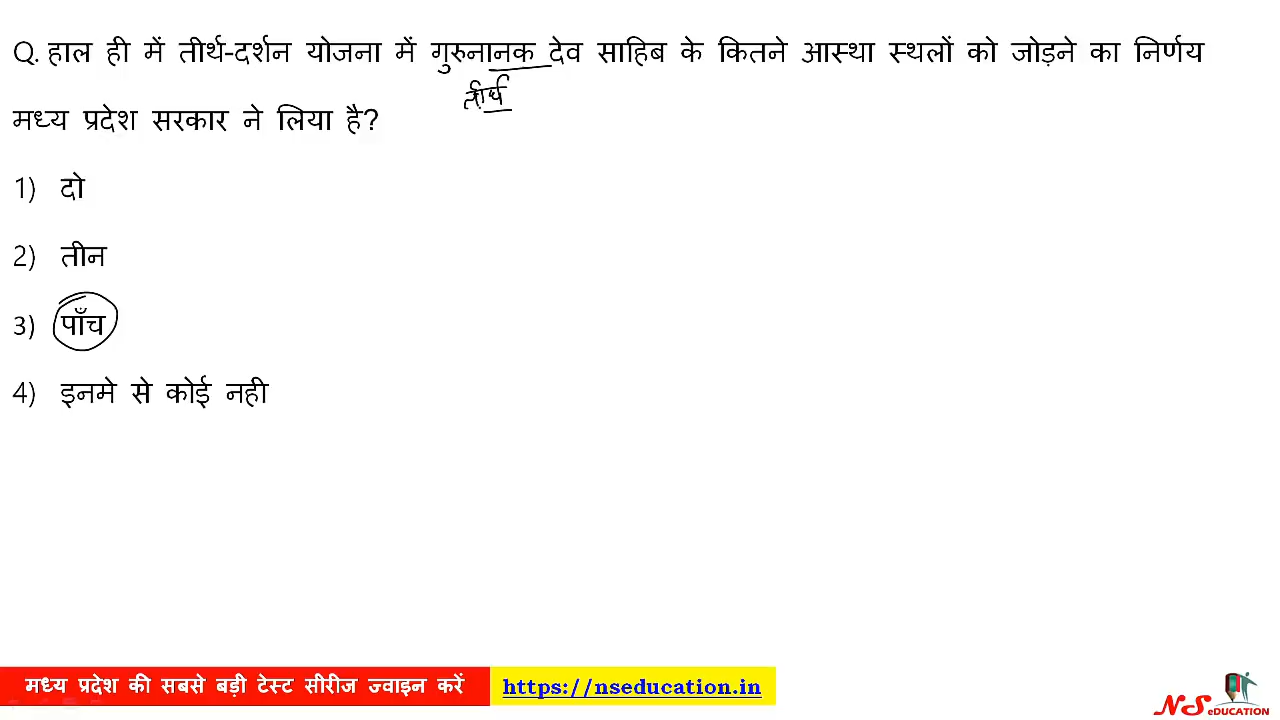 Q. हाल ही में तीर्थ-दर्शन योजना में गुरुनानक देव साहिब के कितने आस्था स्थलों को जोड़ने का निर्णय
तीर्थ
मध्य प्रदेश सरकार ने लिया है?
1) दो
2) तीन
3) पाँच
4) इनमे से कोई नही
मध्य प्रदेश की सबसे बड़ी टेस्ट सीरीज ज्वाइन करें https://nseducation.in
NS eDUCATION